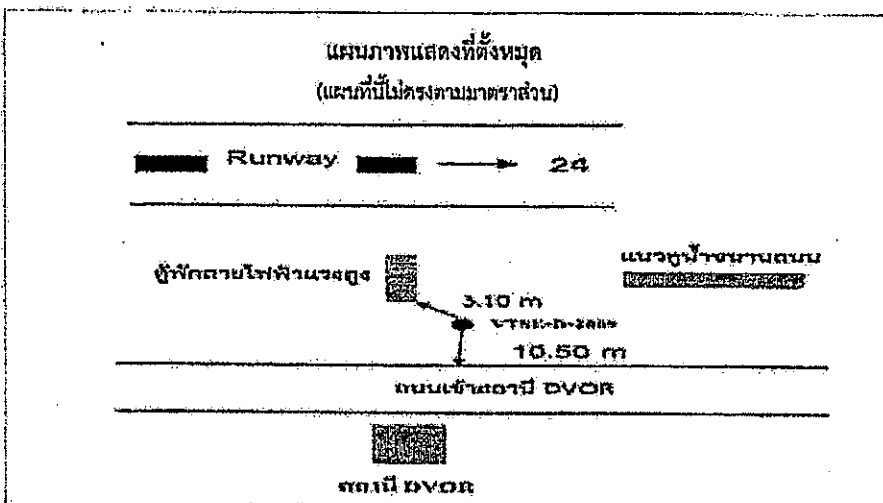 แผนภาพแสดงที่ตั้งหมุด
(แผนที่นี้ไม่ตรงตามมาตราส่วน)
Runway 24
ตู้พักสายไฟฟ้าแรงสูง
แนวคูน้ำขนานถนน
3.10 m
10.50 m
ถนนเข้าสถานี DVOR
สถานี DVOR